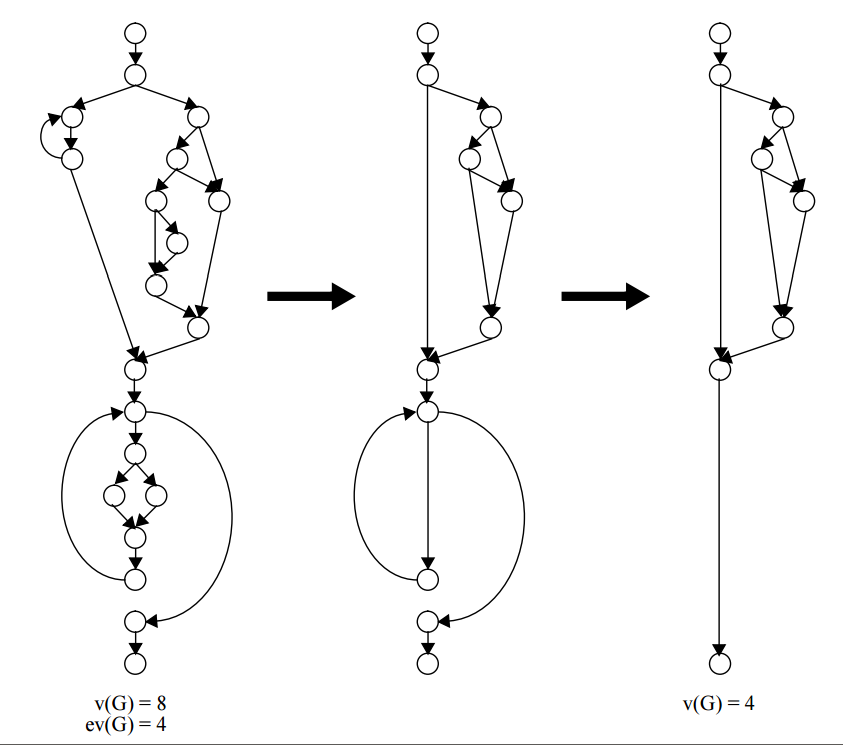 v(G) = 8
ev(G) = 4
v(G) = 4